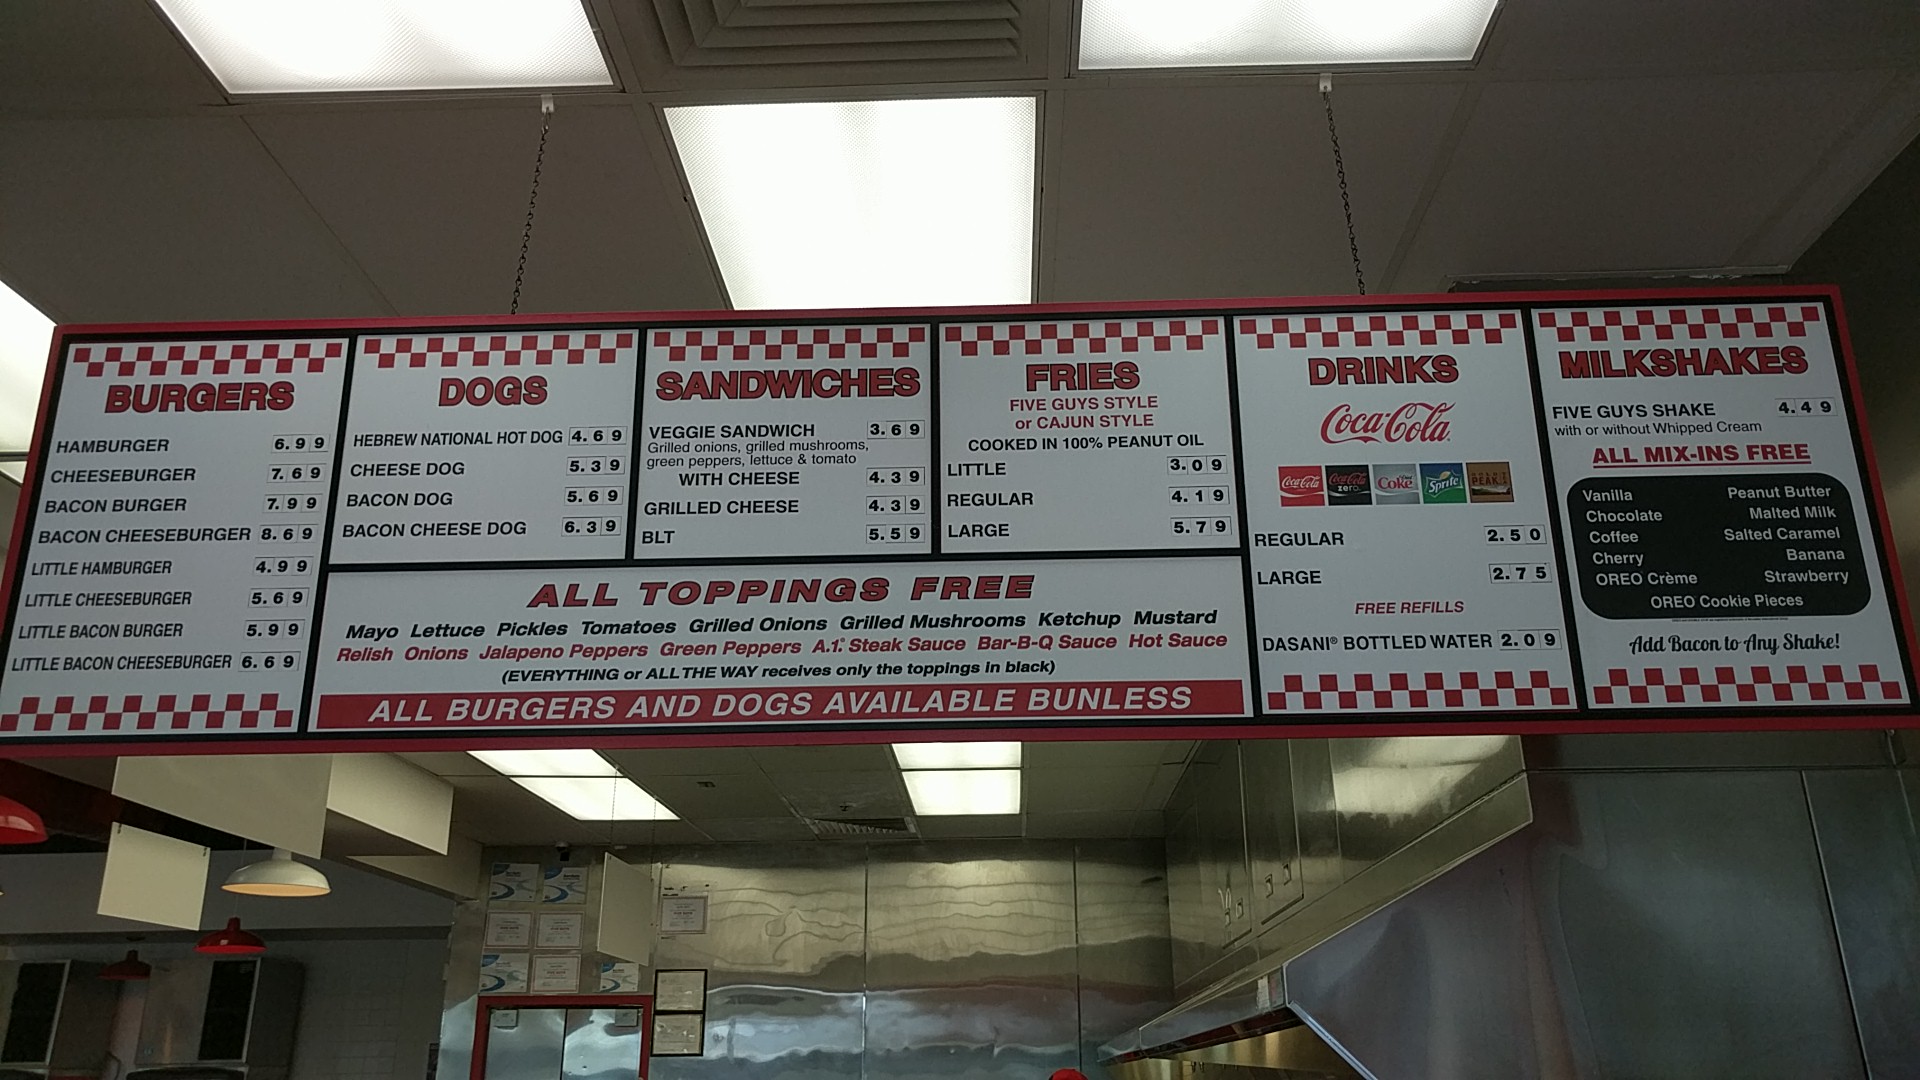 BURGERS
HAMBURGER 6.99
CHEESEBURGER 7.69
BACON BURGER 7.99
BACON CHEESEBURGER 8.69
LITTLE HAMBURGER 4.99
LITTLE CHEESEBURGER 5.69
LITTLE BACON BURGER 5.99
LITTLE BACON CHEESEBURGER 6.69
DOGS
HEBREW NATIONAL HOT DOG 4.69
CHEESE DOG 5.39
BACON DOG 5.69
BACON CHEESE DOG 6.39
SANDWICHES
VEGGIE SANDWICH 3.69
Grilled onions, grilled mushrooms,
green peppers, lettuce & tomato
WITH CHEESE 4.39
GRILLED CHEESE 4.39
BLT 5.59
FRIES
FIVE GUYS STYLE
or CAJUN STYLE
COOKED IN 100% PEANUT OIL
LITTLE 3.09
REGULAR 4.19
LARGE 5.79
ALL TOPPINGS FREE
Mayo Lettuce Pickles Tomatoes Grilled Onions Grilled Mushrooms Ketchup Mustard
Relish Onions Jalapeno Peppers Green Peppers A.1.® Steak Sauce Bar-B-Q Sauce Hot Sauce
(EVERYTHING or ALL THE WAY receives only the toppings in black)
ALL BURGERS AND DOGS AVAILABLE BUNLESS
DRINKS
Coca-Cola
Coca-Cola Coca-Cola zero Coke Sprite PEAK
REGULAR 2.50
LARGE 2.75
FREE REFILLS
DASANI® BOTTLED WATER 2.09
MILKSHAKES
FIVE GUYS SHAKE 4.49
with or without Whipped Cream
ALL MIX-INS FREE
Vanilla Peanut Butter
Chocolate Malted Milk
Coffee Salted Caramel
Cherry Banana
OREO Crème Strawberry
OREO Cookie Pieces
Add Bacon to Any Shake!